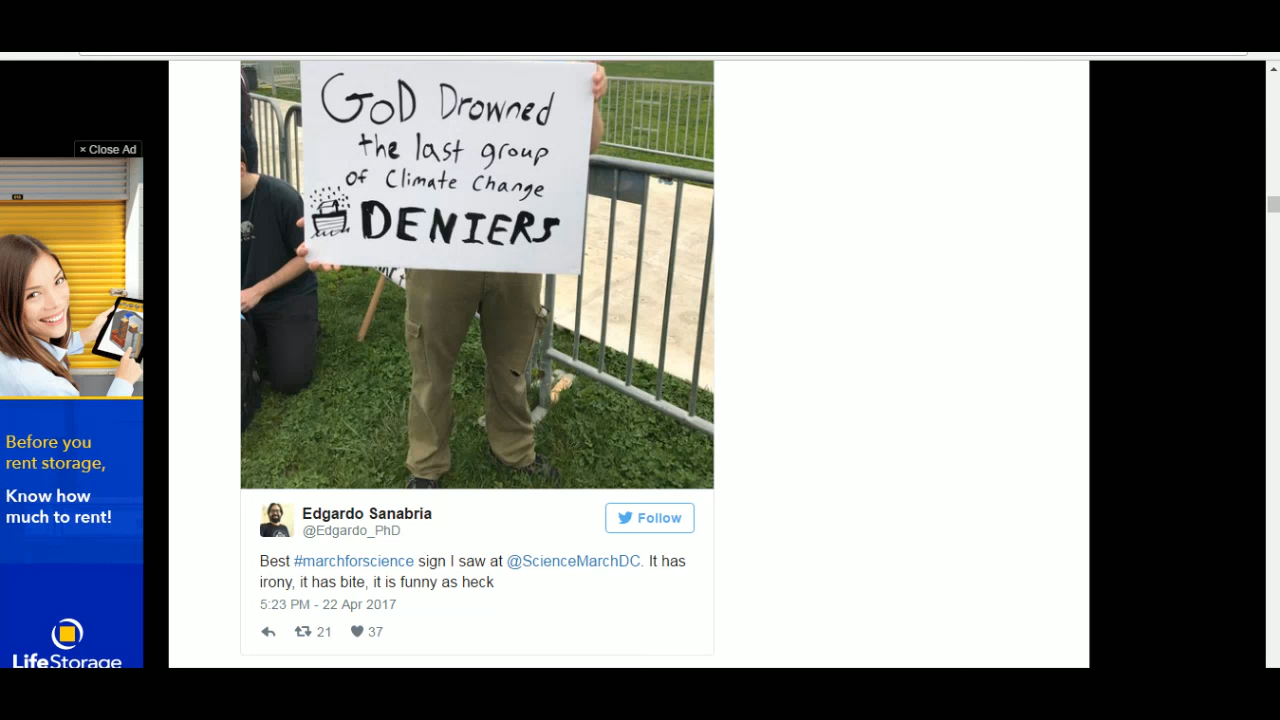 GoD Drowned
the last group
of Climate Change
DENIERS
× Close Ad
Before you
rent storage,
Know how
much to rent!
LifeStorage
Edgardo Sanabria
@Edgardo_PhD
Follow
Best #marchforscience sign I saw at @ScienceMarchDC. It has
irony, it has bite, it is funny as heck
5:23 PM - 22 Apr 2017
21
37